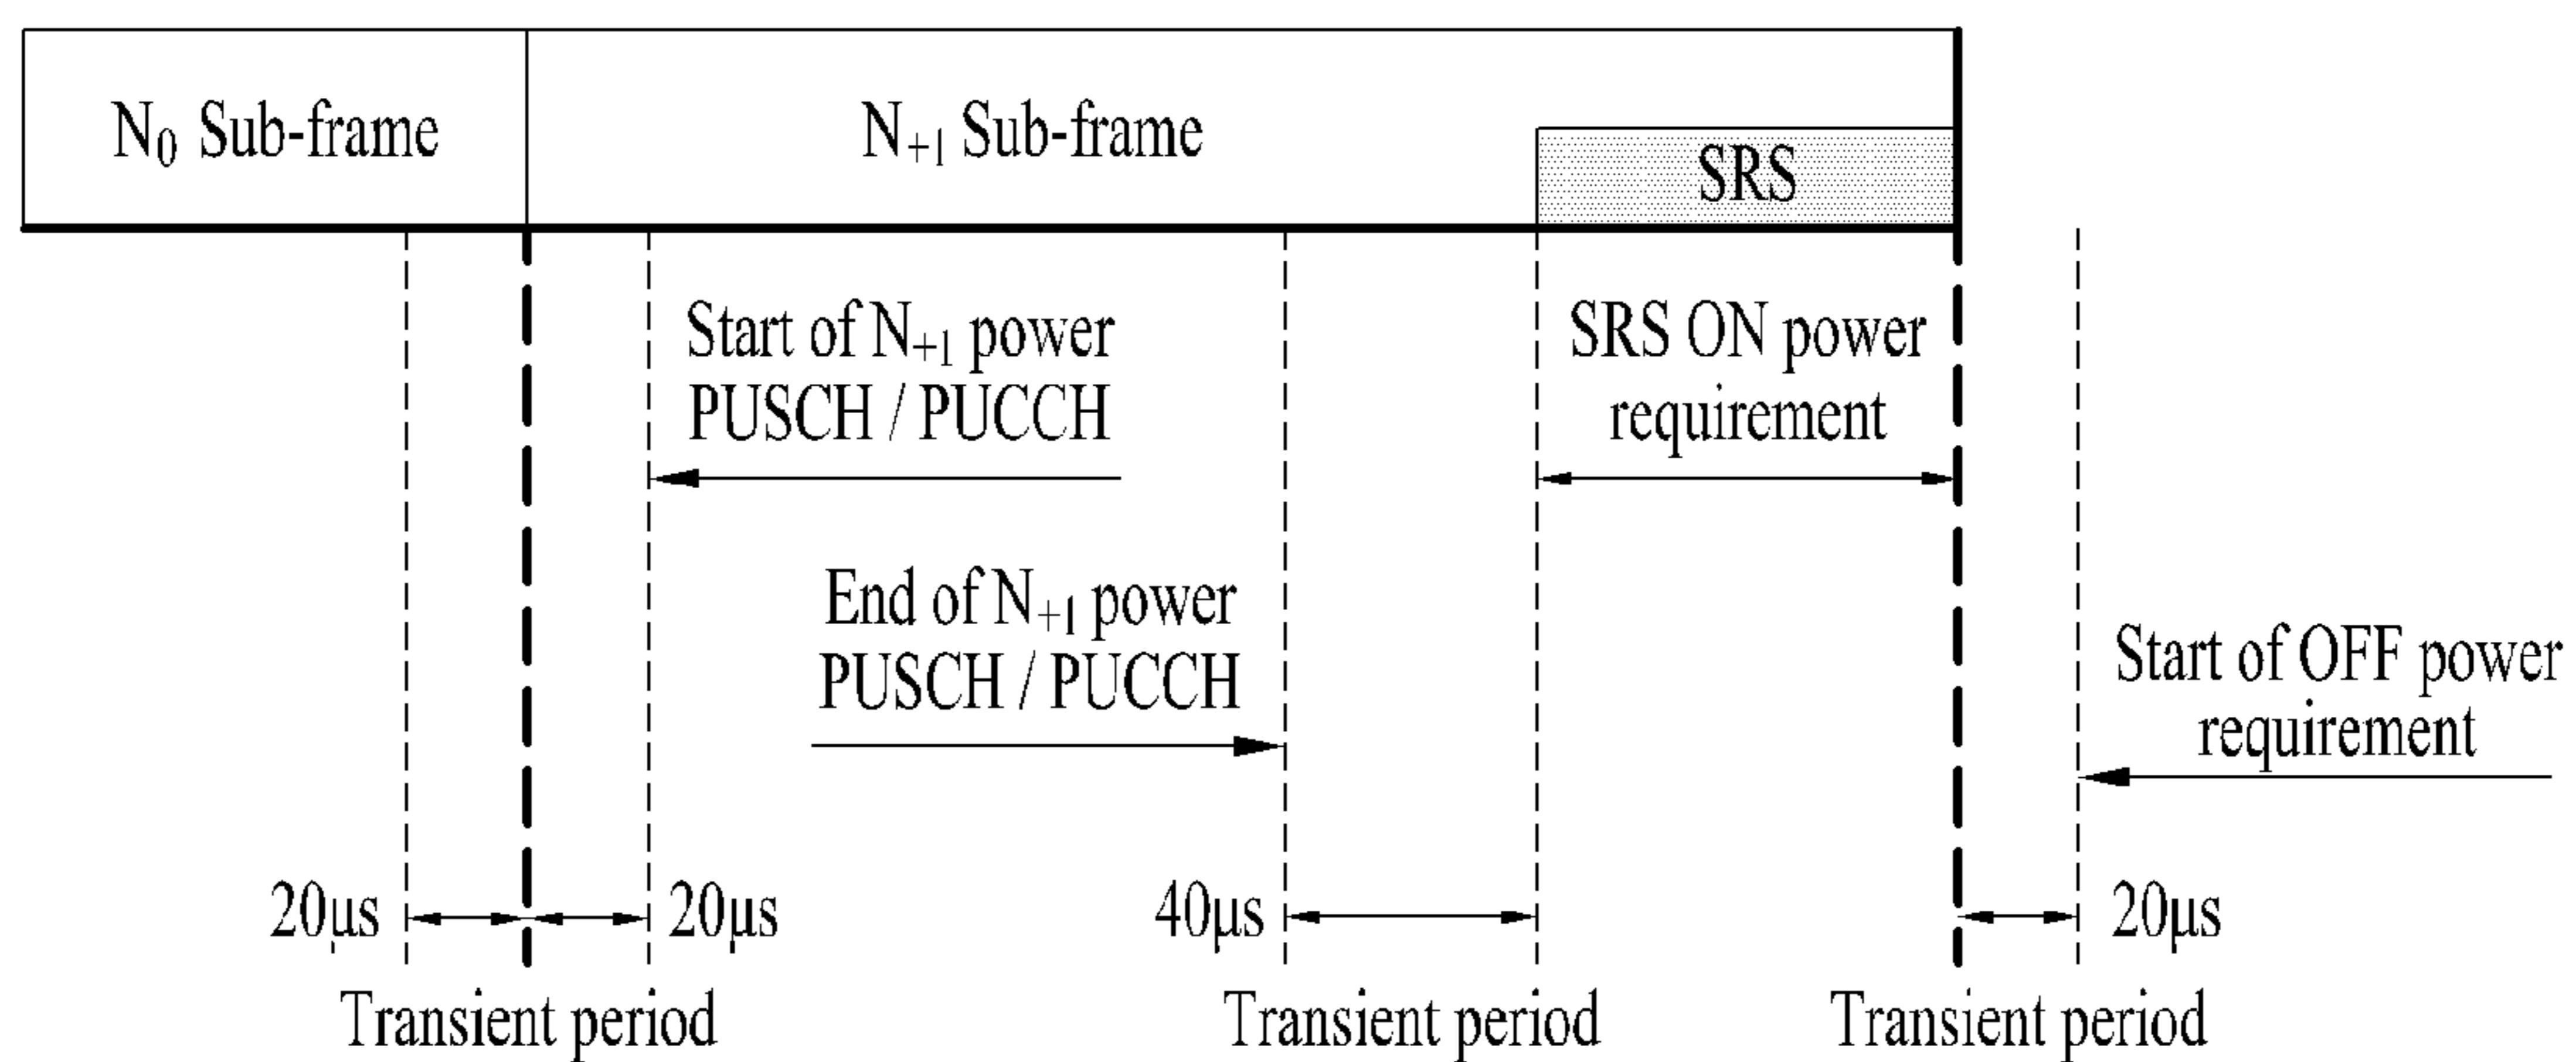 N₀ Sub-frame
N₊₁ Sub-frame
SRS
Start of N₊₁ power
PUSCH / PUCCH
SRS ON power
requirement
End of N₊₁ power
PUSCH / PUCCH
Start of OFF power
requirement
20μs
20μs
40μs
20μs
Transient period
Transient period
Transient period